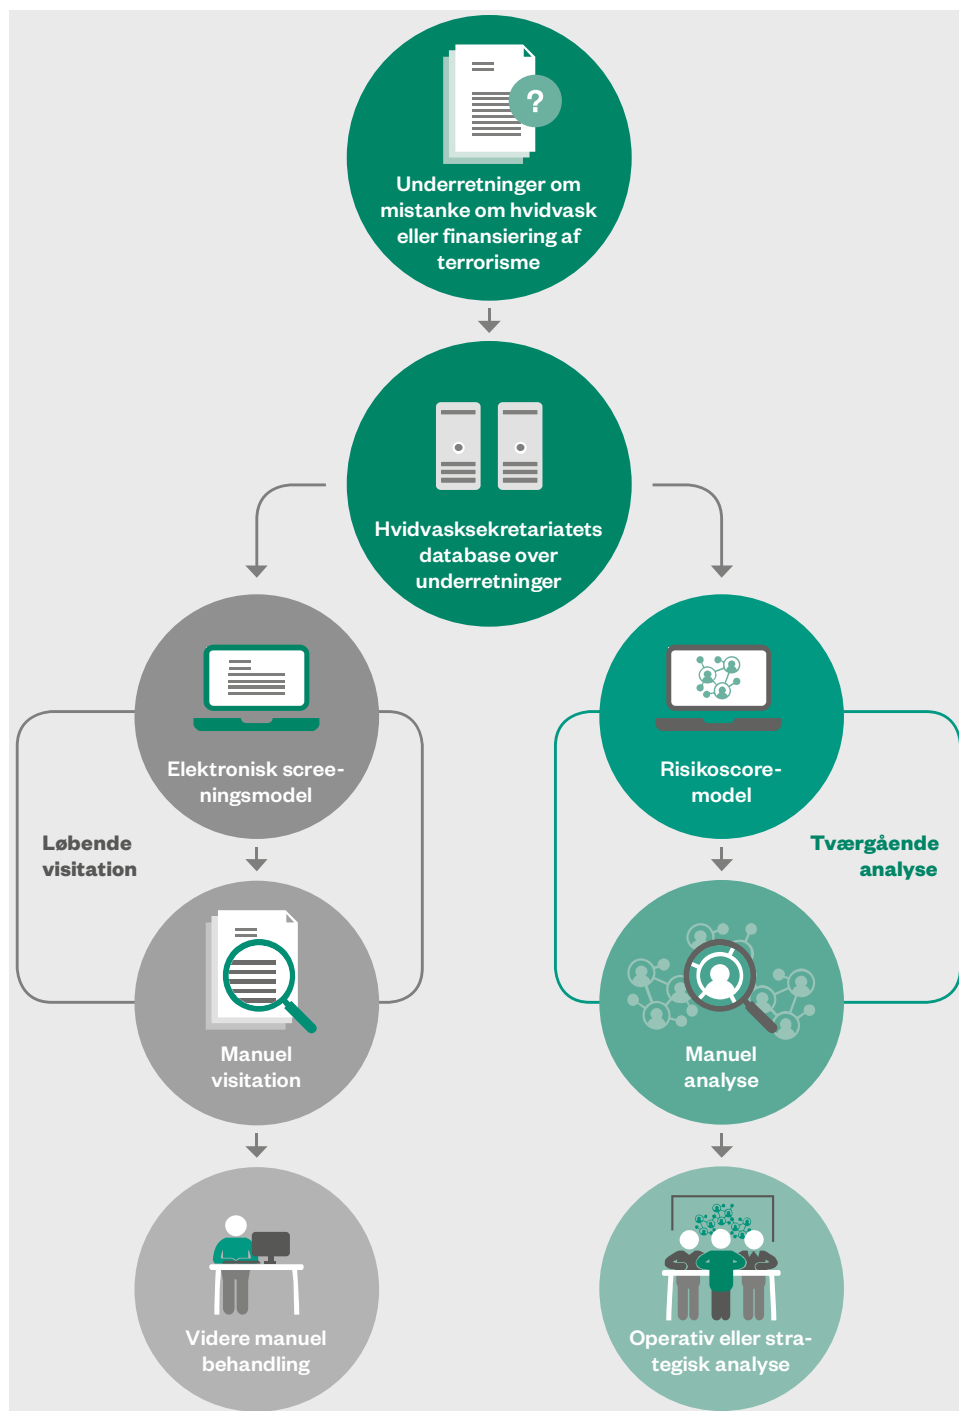 ?
Underretninger om
mistanke om hvidvask
eller finansiering af
terrorisme
Hvidvasksekretariatets
database over
underretninger
Elektronisk scree-
ningsmodel
Løbende
visitation
Manuel
visitation
Videre manuel
behandling
Risikoscore-
model
Tværgående
analyse
Manuel
analyse
Operativ eller stra-
tegisk analyse